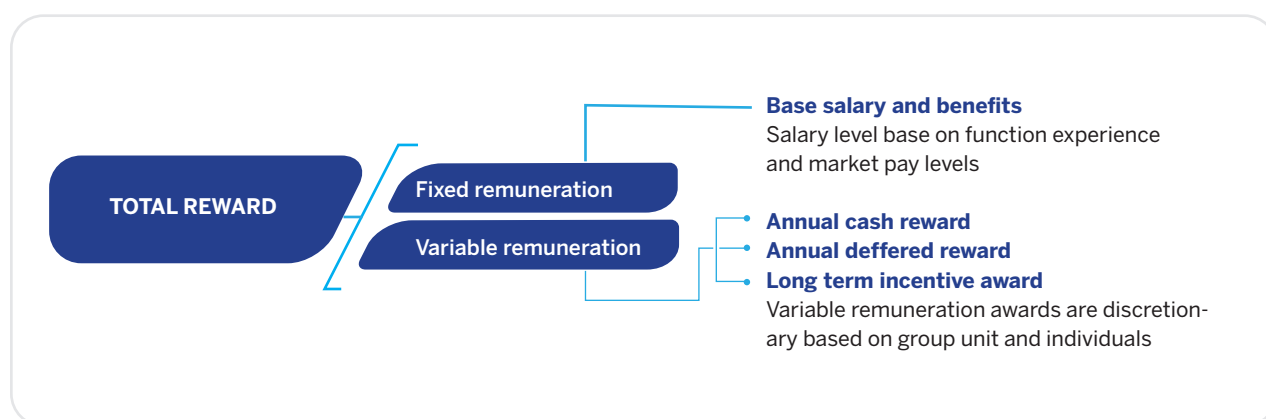 TOTAL REWARD
Fixed remuneration
Variable remuneration
Base salary and benefits
Salary level base on function experience
and market pay levels
Annual cash reward
Annual deffered reward
Long term incentive award
Variable remuneration awards are discretion-
ary based on group unit and individuals